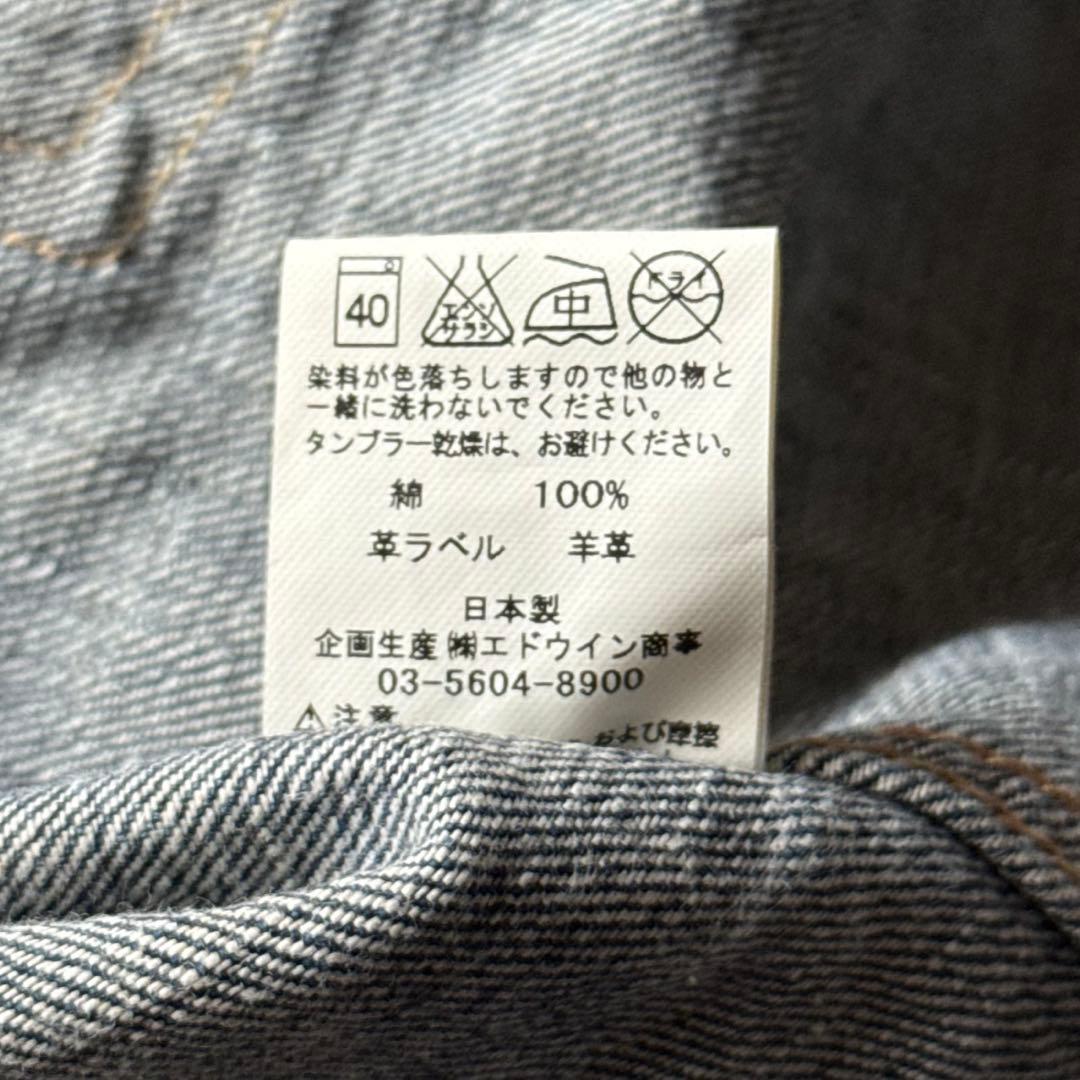 40 エンソサラシ 中 ドライ
染料が色落ちしますので他の物と
一緒に洗わないでください。
タンブラー乾燥は、お避けください。
綿 100%
革ラベル 羊革
日本製
企画生産 ㈱エドウイン商事
03-5604-8900
⚠注意
および摩擦